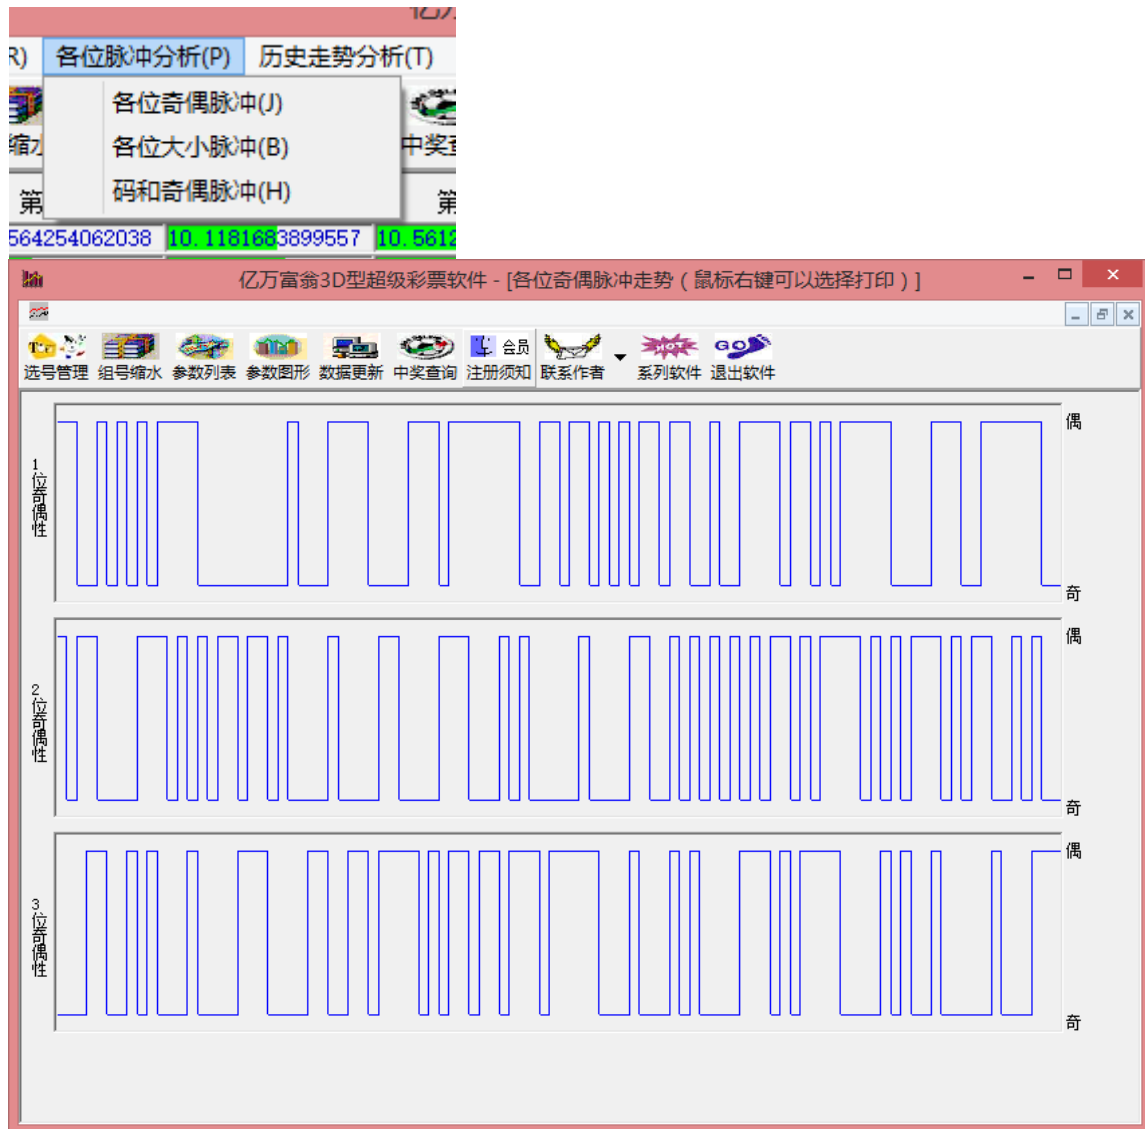 R) 各位脉冲分析(P) 历史走势分析(T)
各位奇偶脉冲(J)
缩 各位大小脉冲(B) 中奖
码和奇偶脉冲(H)
第 第
564254062038 10.1181683899557 10.5612
亿万富翁3D型超级彩票软件 - [各位奇偶脉冲走势（鼠标右键可以选择打印）]
会员
HOT GO
选号管理 组号缩水 参数列表 参数图形 数据更新 中奖查询 注册须知 联系作者 系列软件 退出软件
偶
1位奇偶性
奇
偶
2位奇偶性
奇
偶
3位奇偶性
奇